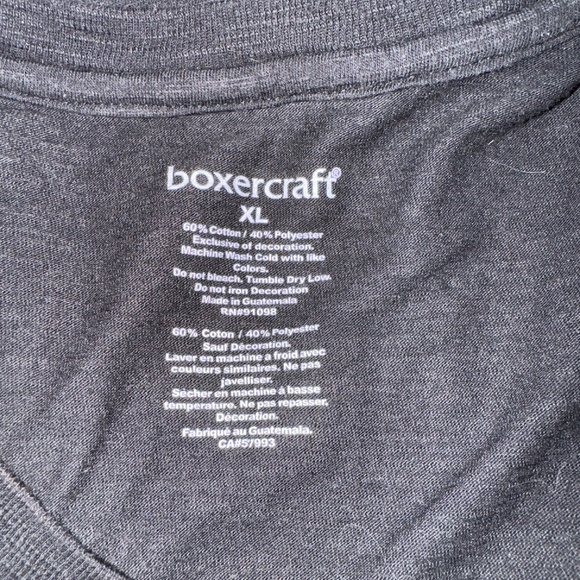 boxercraft®
XL
60% Cotton / 40% Polyester
Exclusive of decoration.
Machine Wash Cold with like
Colors.
Do not bleach. Tumble Dry Low.
Do not iron Decoration
Made in Guatemala
RN#91098
60% Coton / 40% Polyester
Sauf Décoration.
Laver en machine a froid avec
couleurs similaires. Ne pas
javelliser.
Secher en machine à basse
temperature. Ne pas repasser.
Décoration.
Fabriqué au Guatemala.
CA#57993